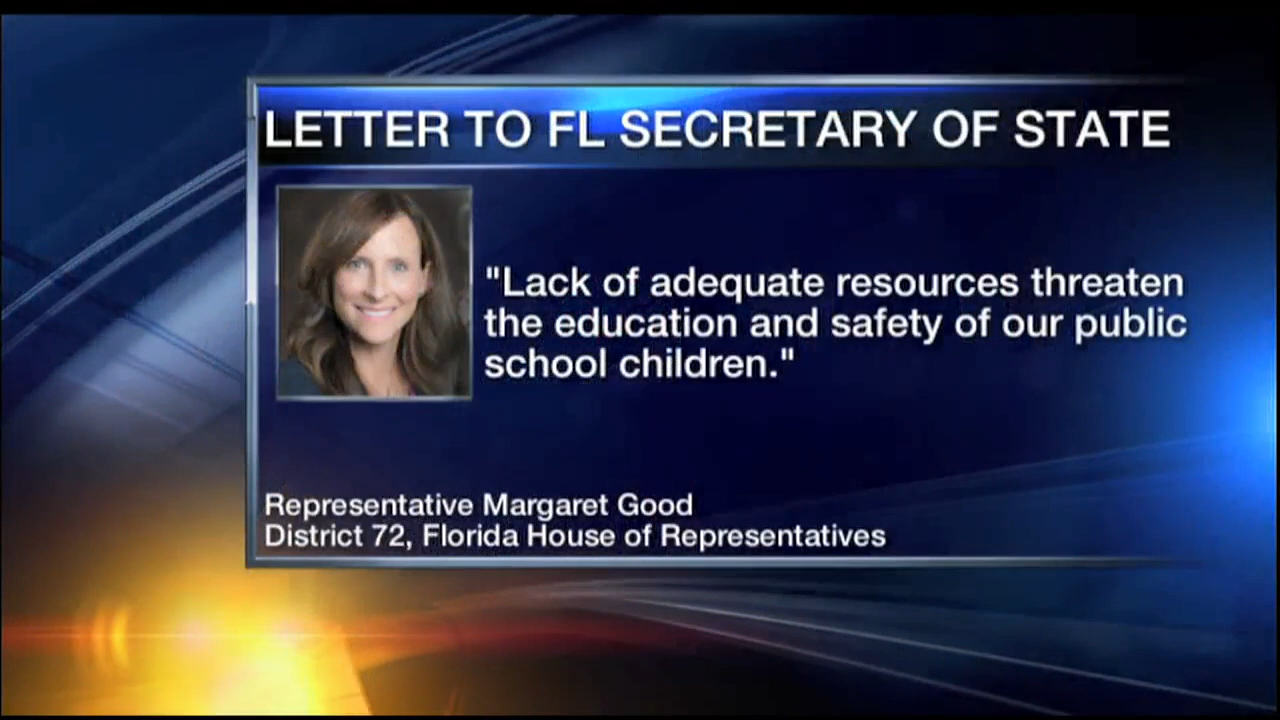 LETTER TO FL SECRETARY OF STATE
"Lack of adequate resources threaten
the education and safety of our public
school children."
Representative Margaret Good
District 72, Florida House of Representatives